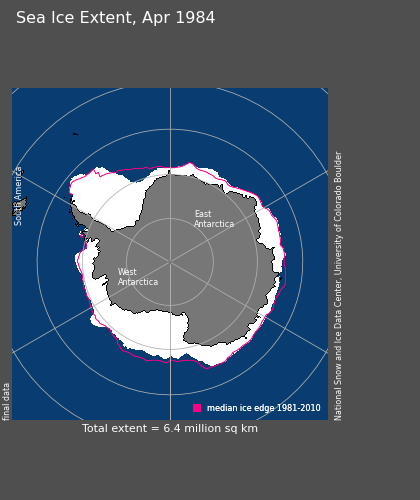 Sea Ice Extent, Apr 1984
South America
East
Antarctica
West
Antarctica
National Snow and Ice Data Center, University of Colorado Boulder
final data
median ice edge 1981-2010
Total extent = 6.4 million sq km